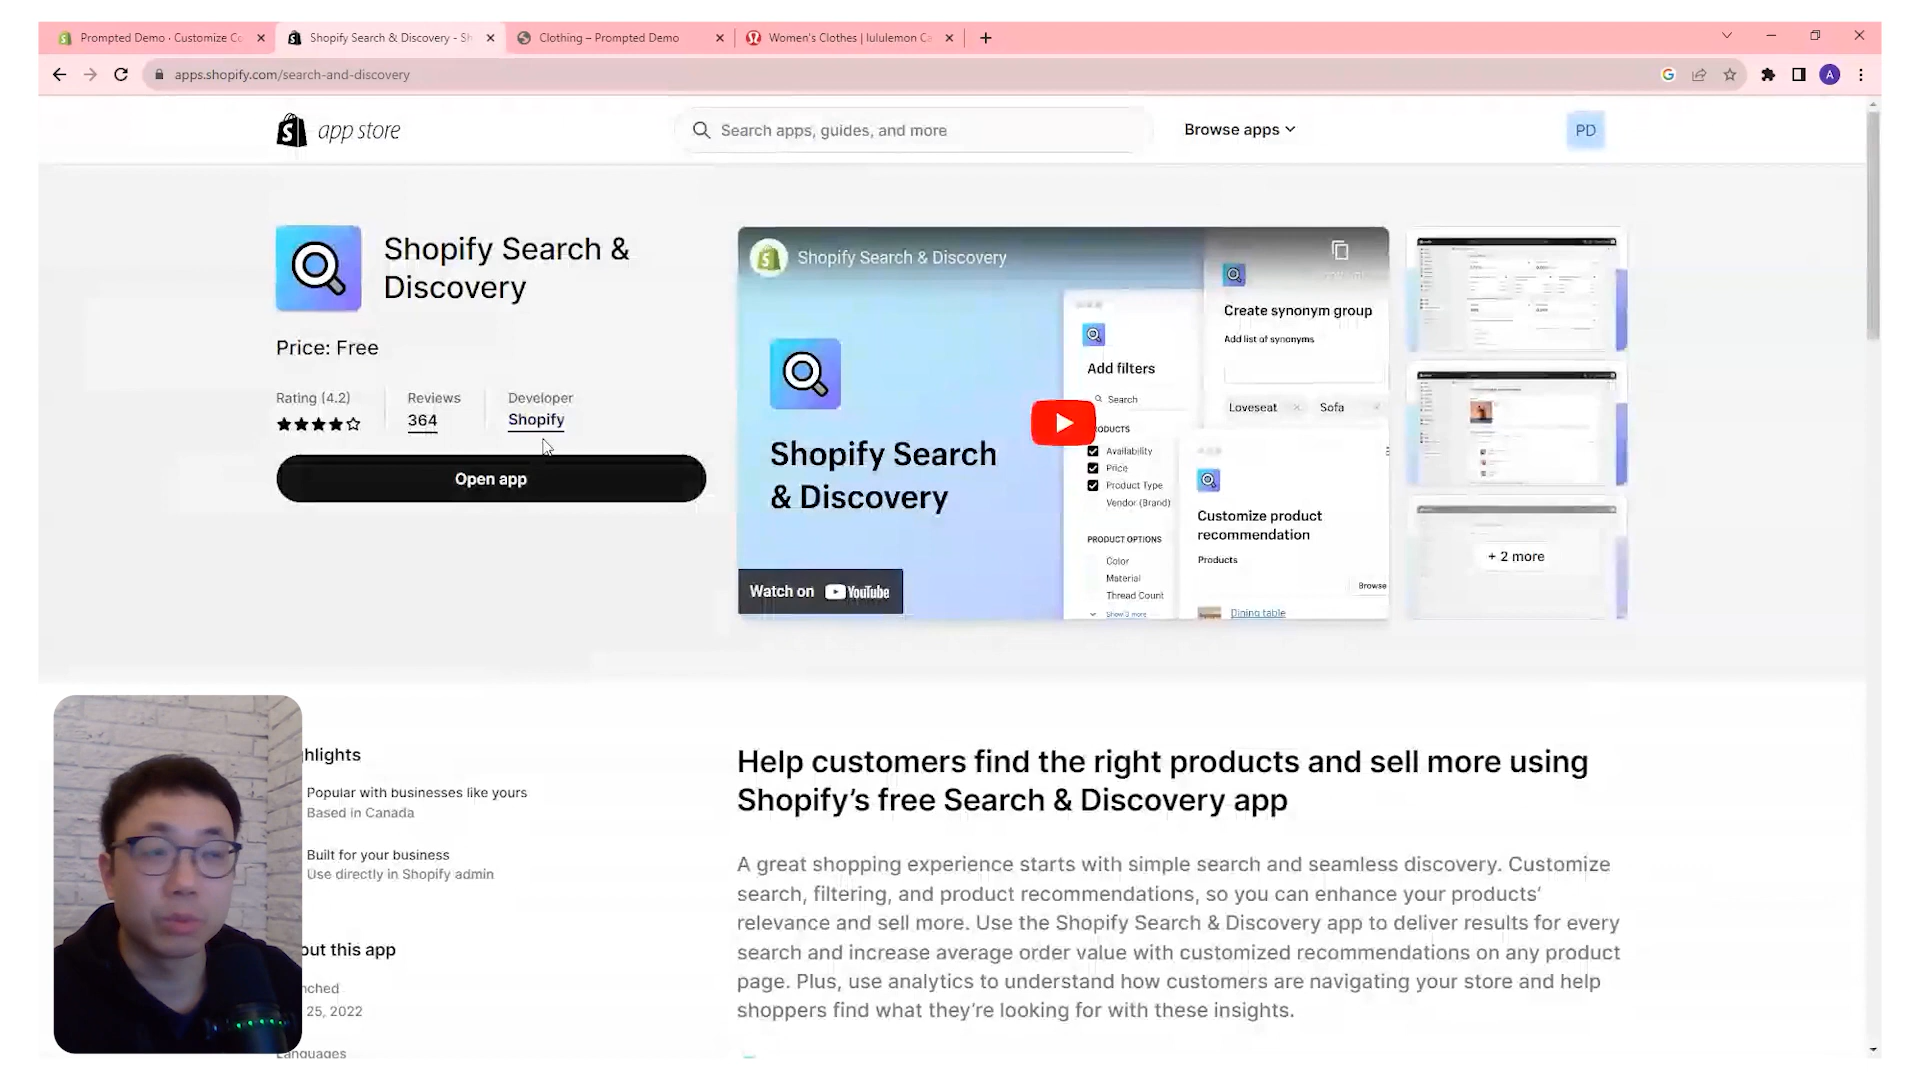 Prompted Demo · Customize Co
Shopify Search & Discovery - Sh
Clothing – Prompted Demo
Women's Clothes | lululemon Ca
apps.shopify.com/search-and-discovery
A
app store
Search apps, guides, and more
Browse apps
PD
Shopify Search &
Discovery
Price: Free
Rating (4.2)
Reviews
364
Developer
Shopify
Open app
Shopify Search & Discovery
Shopify Search
& Discovery
Watch on YouTube
Add filters
Search
ODUCTS
Availability
Price
Product Type
Vendor (Brand)
PRODUCT OPTIONS
Color
Material
Thread Count
Show 3 more
Create synonym group
Add list of synonyms
Loveseat
Sofa
Customize product
recommendation
Products
Browse
Dining table
+ 2 more
hlights
Popular with businesses like yours
Based in Canada
Built for your business
Use directly in Shopify admin
out this app
nched
25, 2022
Languages
Help customers find the right products and sell more using
Shopify’s free Search & Discovery app
A great shopping experience starts with simple search and seamless discovery. Customize
search, filtering, and product recommendations, so you can enhance your products’
relevance and sell more. Use the Shopify Search & Discovery app to deliver results for every
search and increase average order value with customized recommendations on any product
page. Plus, use analytics to understand how customers are navigating your store and help
shoppers find what they’re looking for with these insights.